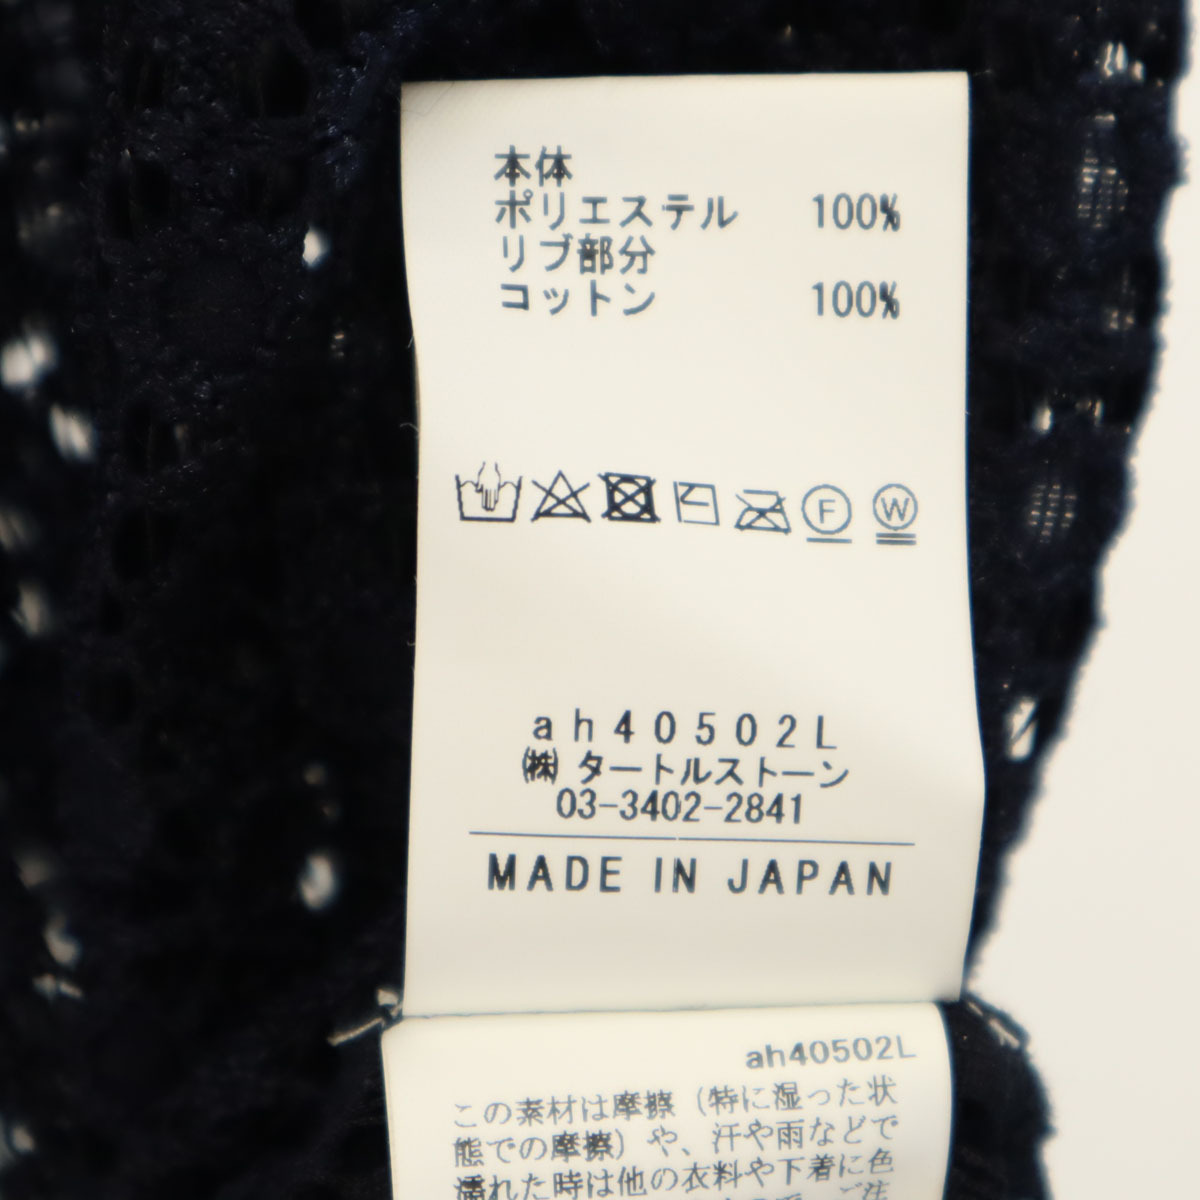 本体
ポリエステル 100%
リブ部分
コットン 100%
F W
ah40502L
㈱ タートルストーン
03-3402-2841
MADE IN JAPAN
ah40502L
この素材は摩擦（特に湿った状
態での摩擦）や、汗や雨などで
濡れた時は他の衣料や下着に色